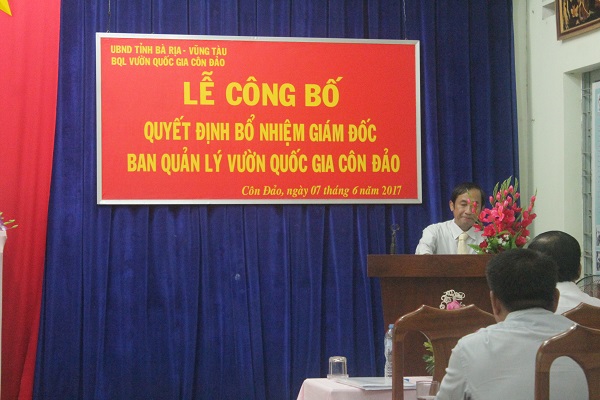 UBND TỈNH BÀ RỊA - VŨNG TÀU
BQL VƯỜN QUỐC GIA CÔN ĐẢO
LỄ CÔNG BỐ
QUYẾT ĐỊNH BỔ NHIỆM GIÁM ĐỐC
BAN QUẢN LÝ VƯỜN QUỐC GIA CÔN ĐẢO
Côn Đảo, ngày 07 tháng 6 năm 2017